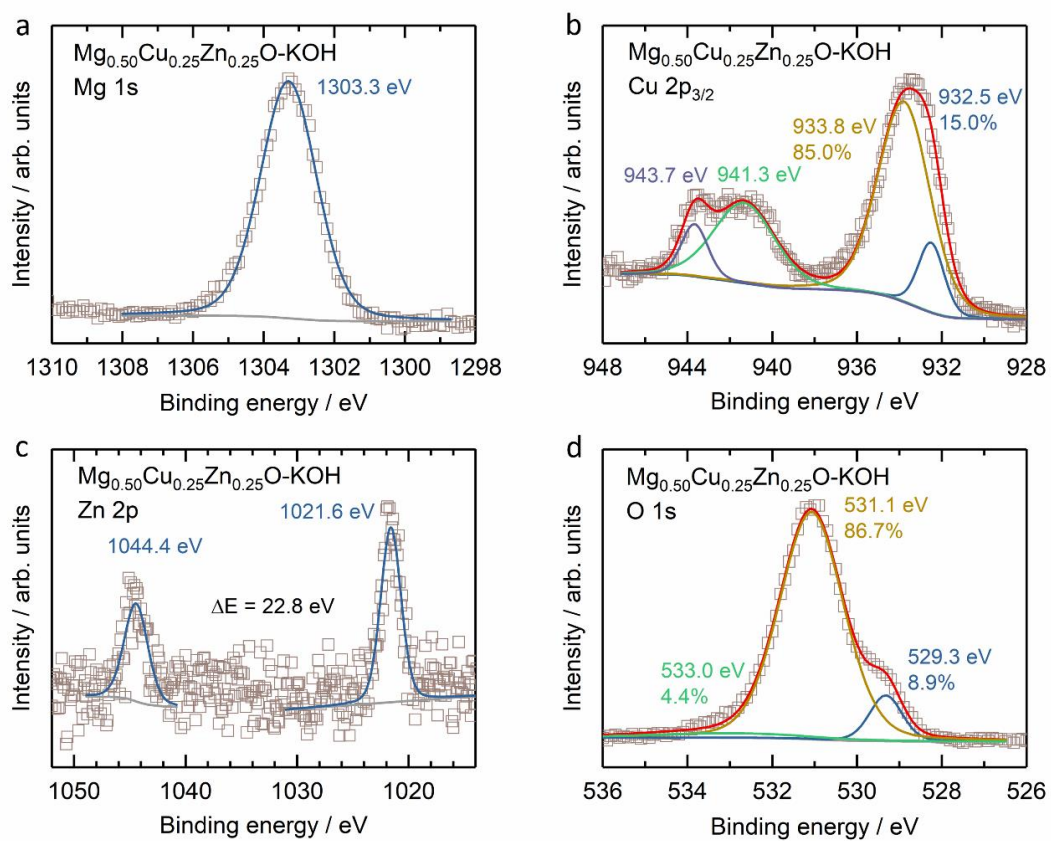 a
Mg0.50Cu0.25Zn0.25O-KOH
Mg 1s
1303.3 eV
Intensity / arb. units
1310 1308 1306 1304 1302 1300 1298
Binding energy / eV
b
Mg0.50Cu0.25Zn0.25O-KOH
Cu 2p3/2
932.5 eV
15.0%
933.8 eV
85.0%
943.7 eV 941.3 eV
Intensity / arb. units
948 944 940 936 932 928
Binding energy / eV
c
Mg0.50Cu0.25Zn0.25O-KOH
Zn 2p
1021.6 eV
1044.4 eV
ΔE = 22.8 eV
Intensity / arb. units
1050 1040 1030 1020
Binding energy / eV
d
Mg0.50Cu0.25Zn0.25O-KOH
O 1s
531.1 eV
86.7%
533.0 eV
4.4%
529.3 eV
8.9%
Intensity / arb. units
536 534 532 530 528 526
Binding energy / eV